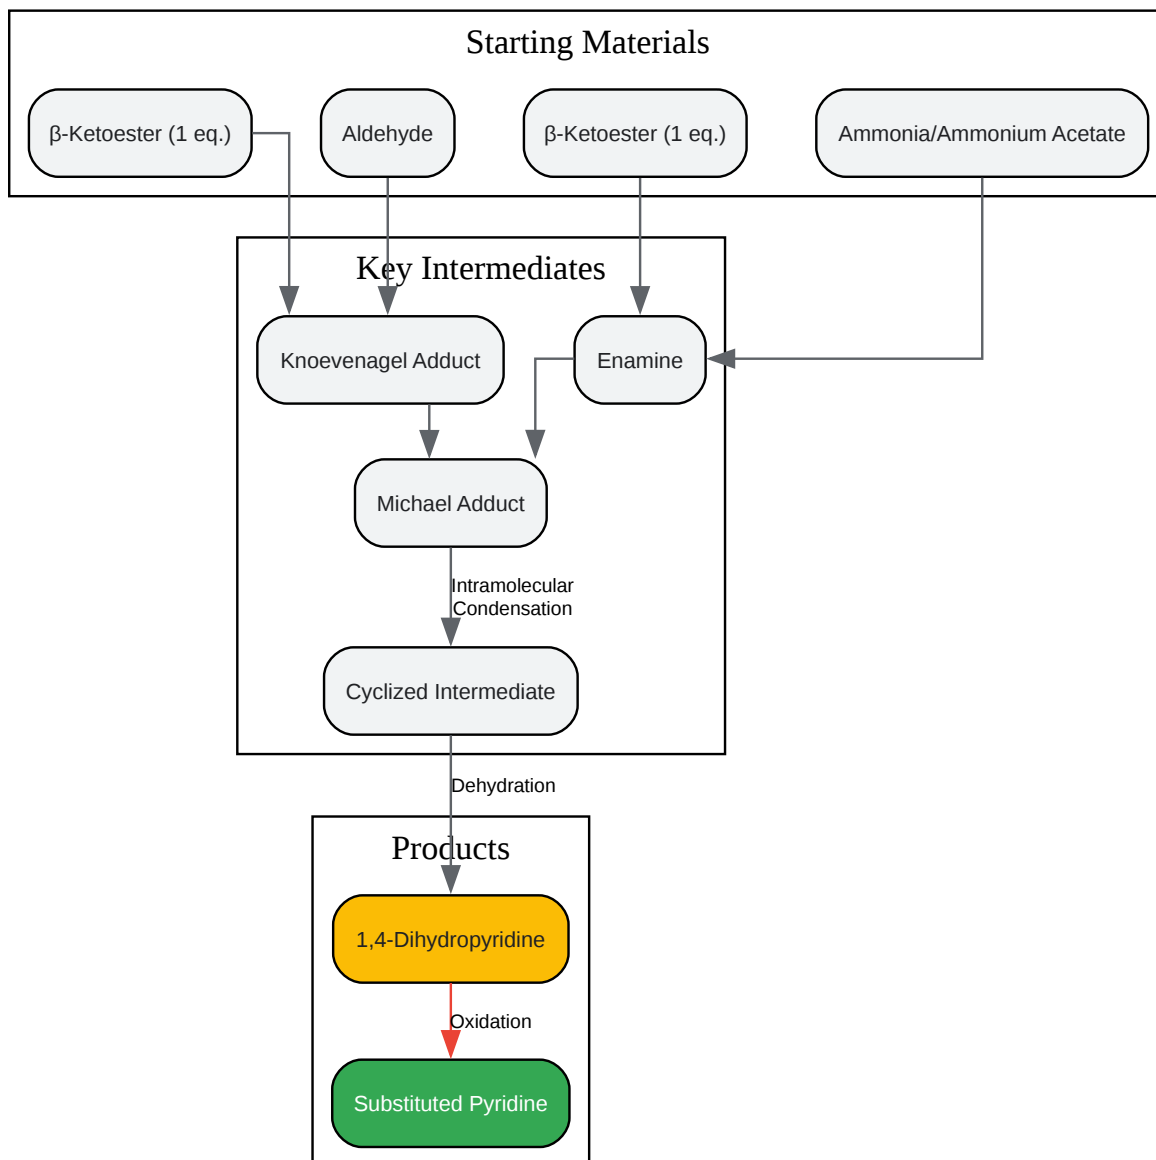 Starting Materials
β-Ketoester (1 eq.)
Aldehyde
β-Ketoester (1 eq.)
Ammonia/Ammonium Acetate
Key Intermediates
Knoevenagel Adduct
Enamine
Michael Adduct
Intramolecular
Condensation
Cyclized Intermediate
Dehydration
Products
1,4-Dihydropyridine
Oxidation
Substituted Pyridine